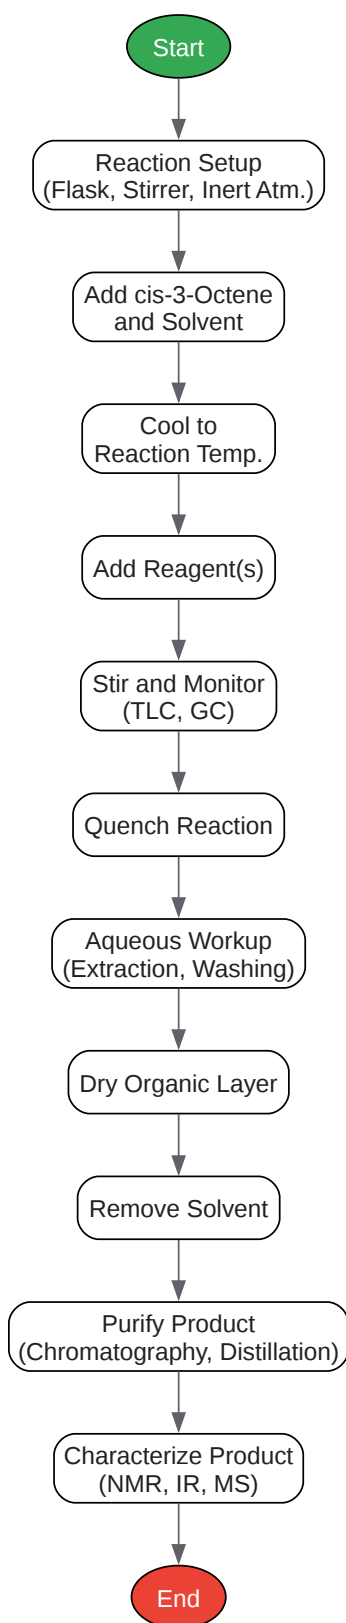 Start
Reaction Setup
(Flask, Stirrer, Inert Atm.)
Add cis-3-Octene
and Solvent
Cool to
Reaction Temp.
Add Reagent(s)
Stir and Monitor
(TLC, GC)
Quench Reaction
Aqueous Workup
(Extraction, Washing)
Dry Organic Layer
Remove Solvent
Purify Product
(Chromatography, Distillation)
Characterize Product
(NMR, IR, MS)
End